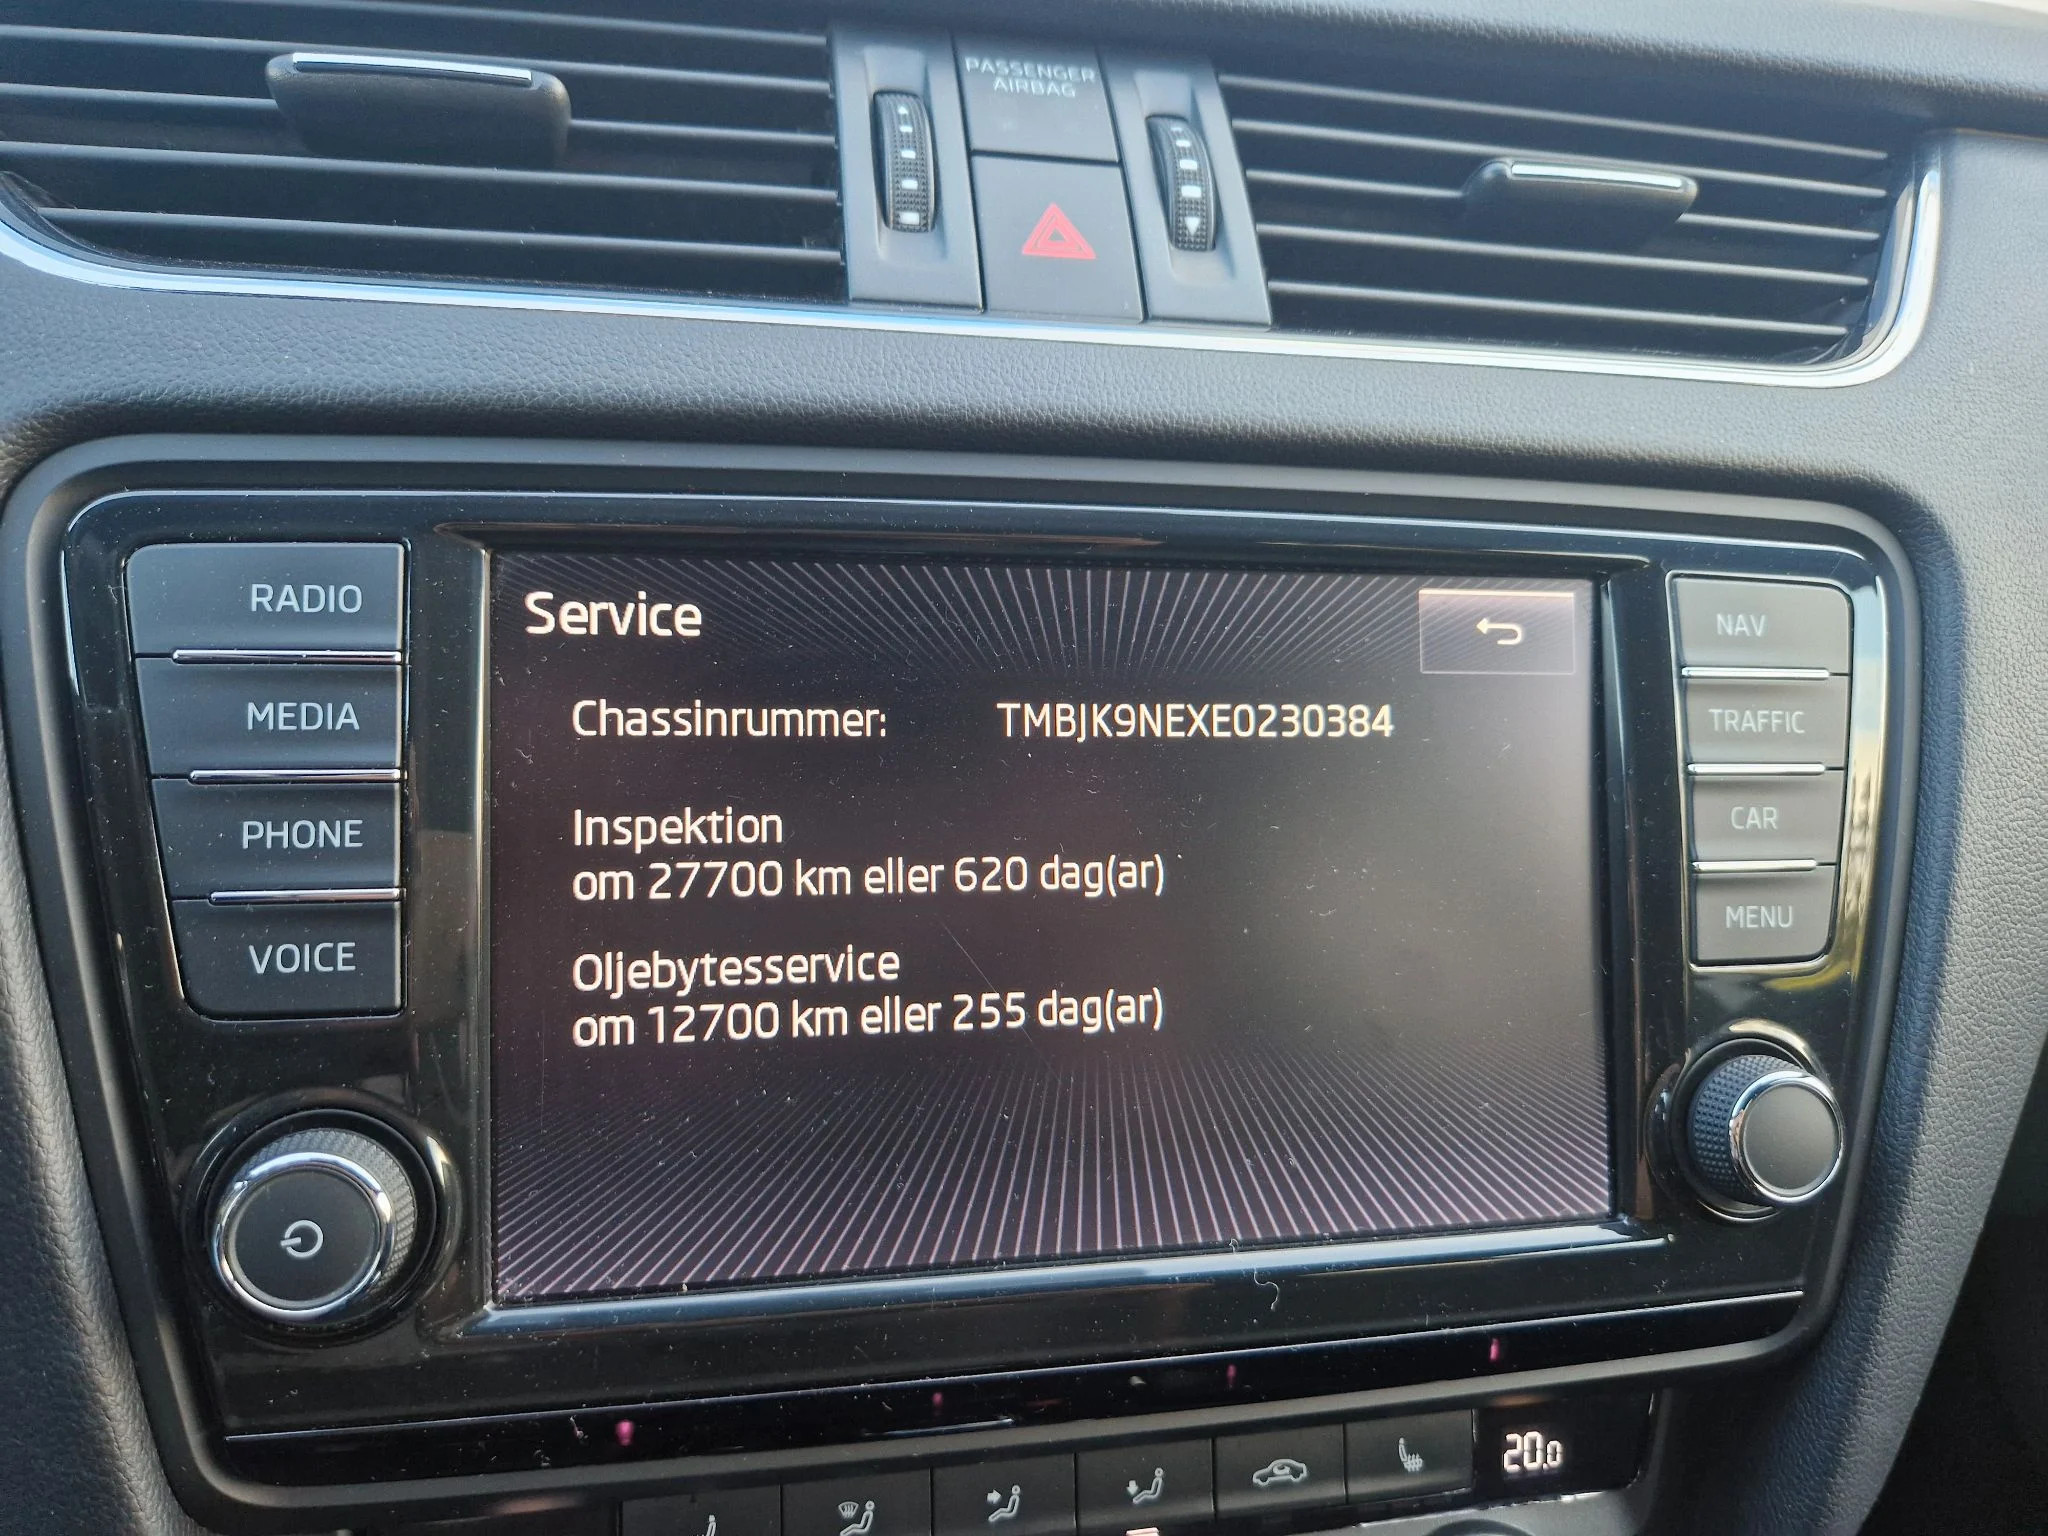 PASSENGER
AIRBAG
RADIO
MEDIA
PHONE
VOICE
Service
Chassinrummer: TMBJK9NEXE0230384
Inspektion
om 27700 km eller 620 dag(ar)
Oljebytesservice
om 12700 km eller 255 dag(ar)
NAV
TRAFFIC
CAR
MENU
20.0